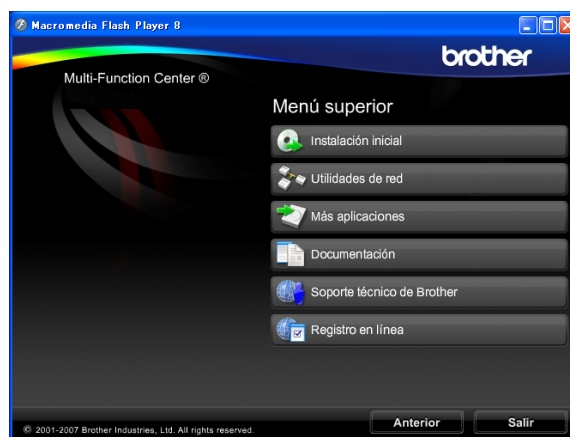 Macromedia Flash Player 8
brother
Multi-Function Center ®
Menú superior
Instalación inicial
Utilidades de red
Más aplicaciones
Documentación
Soporte técnico de Brother
Registro en línea
Anterior
Salir
© 2001-2007 Brother Industries, Ltd. All rights reserved.